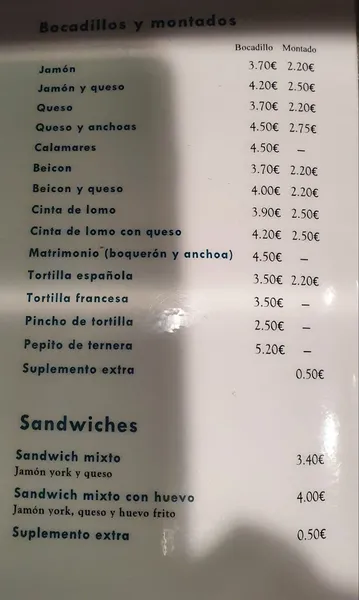 Bocadillos y montados
Bocadillo Montado
Jamón 3.70€ 2.20€
Jamón y queso 4.20€ 2.50€
Queso 3.70€ 2.20€
Queso y anchoas 4.50€ 2.75€
Calamares 4.50€ –
Beicon 3.70€ 2.20€
Beicon y queso 4.00€ 2.20€
Cinta de lomo 3.90€ 2.50€
Cinta de lomo con queso 4.20€ 2.50€
Matrimonio (boquerón y anchoa) 4.50€ –
Tortilla española 3.50€ 2.20€
Tortilla francesa 3.50€ –
Pincho de tortilla 2.50€ –
Pepito de ternera 5.20€ –
Suplemento extra 0.50€
Sandwiches
Sandwich mixto 3.40€
Jamón york y queso
Sandwich mixto con huevo 4.00€
Jamón york, queso y huevo frito
Suplemento extra 0.50€